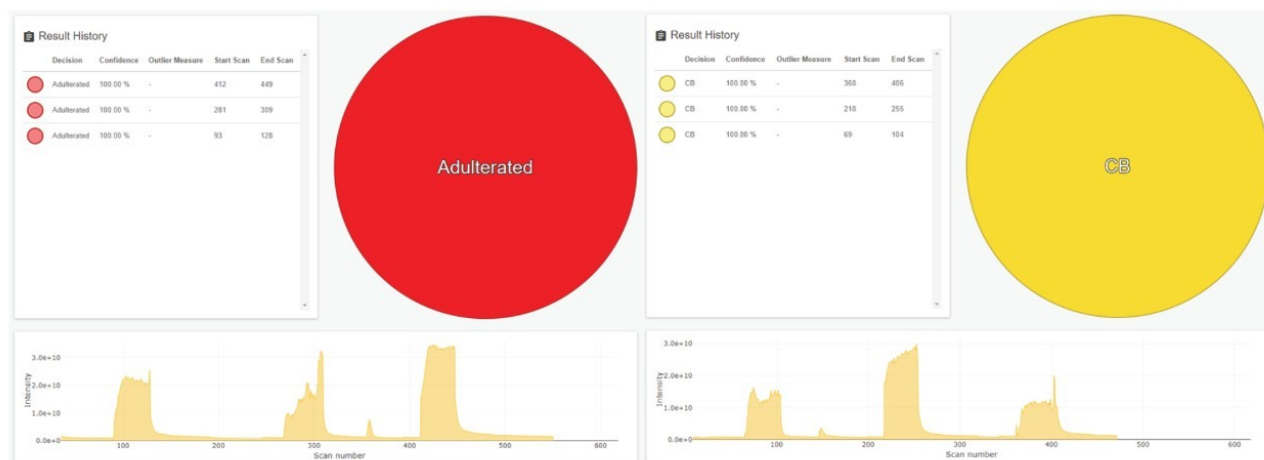 Result History
Decision Confidence Outlier Measure Start Scan End Scan
Adulterated 100.00 % - 412 449
Adulterated 100.00 % - 281 309
Adulterated 100.00 % - 93 128
Adulterated
Result History
Decision Confidence Outlier Measure Start Scan End Scan
CB 100.00 % - 368 406
CB 100.00 % - 218 255
CB 100.00 % - 69 104
CB
Intensity
3.0e+10
2.0e+10
1.0e+10
0.0e+0
100 200 300 400 500 600
Scan number
Intensity
3.0e+10
2.0e+10
1.0e+10
0.0e+0
100 200 300 400 500 600
Scan number